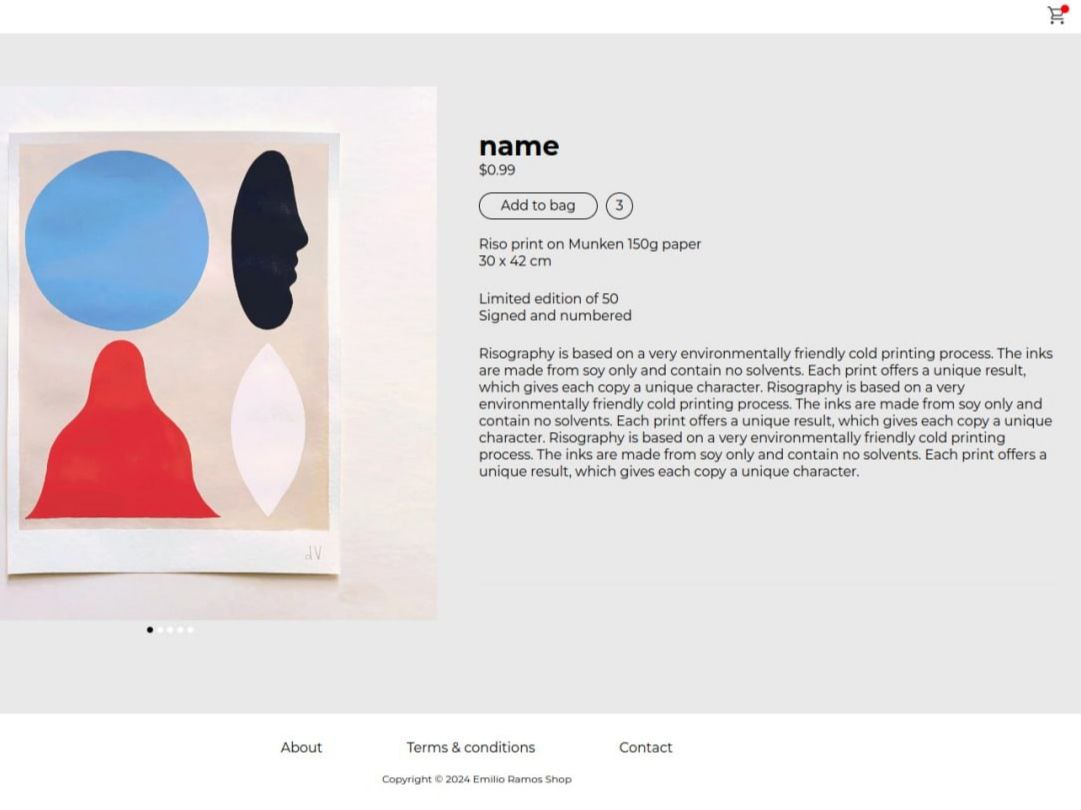 name
$0.99
Add to bag 3
Riso print on Munken 150g paper
30 x 42 cm
Limited edition of 50
Signed and numbered
Risography is based on a very environmentally friendly cold printing process. The inks
are made from soy only and contain no solvents. Each print offers a unique result,
which gives each copy a unique character. Risography is based on a very
environmentally friendly cold printing process. The inks are made from soy only and
contain no solvents. Each print offers a unique result, which gives each copy a unique
character. Risography is based on a very environmentally friendly cold printing
process. The inks are made from soy only and contain no solvents. Each print offers a
unique result, which gives each copy a unique character.
dV
About Terms & conditions Contact
Copyright © 2024 Emilio Ramos Shop